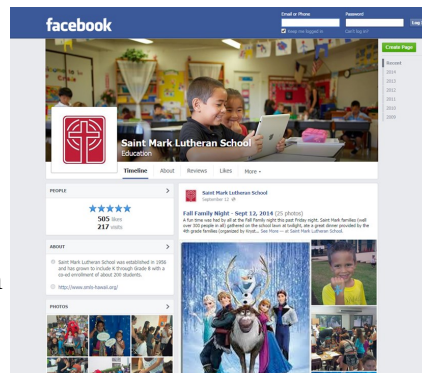 facebook
Email or Phone
Password
Log I
Keep me logged in
Can't log in?
Create Page
Recent
2014
2013
2012
2011
2010
2009
Saint Mark Lutheran School
Education
Timeline About Reviews Likes More
PEOPLE
505 likes
217 visits
ABOUT
Saint Mark Lutheran School was established in 1956
and has grown to include K through Grade 8 with a
co-ed enrollment of about 200 students.
http://www.smls-hawaii.org/
PHOTOS
Saint Mark Lutheran School
September 12
Fall Family Night - Sept 12, 2014 (25 photos)
A fun time was had by all at the Fall Family Night this past Friday night. Saint Mark families (well
over 300 people in all) gathered on the school lawn at twilight, ate a great dinner provided by the
4th grade families (organized by ... See More — at Saint Mark Lutheran School.